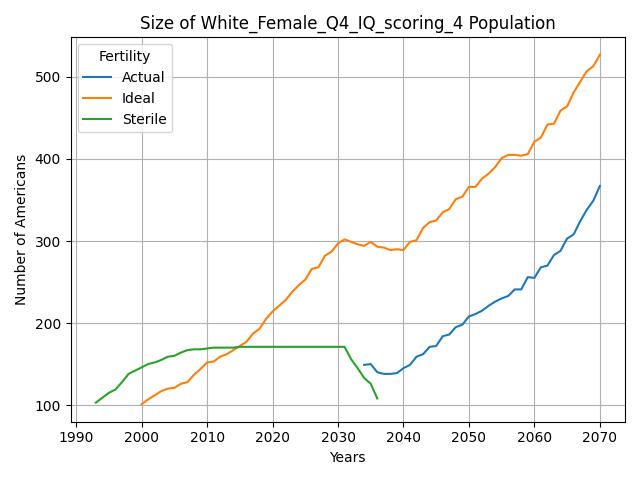 Size of White_Female_Q4_IQ_scoring_4 Population
Fertility
Actual
Ideal
Sterile
Number of Americans
500
400
300
200
100
1990
2000
2010
2020
2030
2040
2050
2060
2070
Years